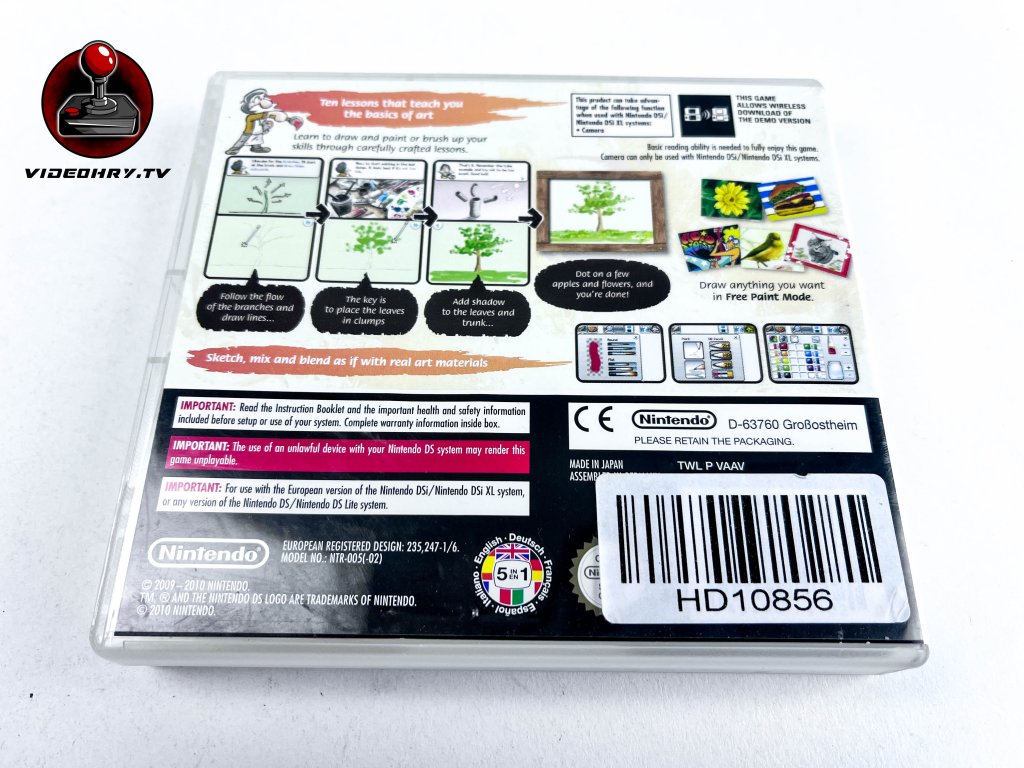 VIDEOHRY.TV
Ten lessons that teach you
the basics of art
Learn to draw and paint or brush up your
skills through carefully crafted lessons.
This product can take advan-
tage of the following function
when used with Nintendo DSi/
Nintendo DSi XL systems:
• Camera
THIS GAME
ALLOWS WIRELESS
DOWNLOAD OF
THE DEMO VERSION
Basic reading ability is needed to fully enjoy this game.
Camera can only be used with Nintendo DSi/Nintendo DSi XL systems.
Follow the flow
of the branches and
draw lines...
The key is
to place the leaves
in clumps
Add shadow
to the leaves and
trunk...
Dot on a few
apples and flowers, and
you're done!
Draw anything you want
in Free Paint Mode.
Sketch, mix and blend as if with real art materials
IMPORTANT: Read the Instruction Booklet and the important health and safety information
included before setup or use of your system. Complete warranty information inside box.
IMPORTANT: The use of an unlawful device with your Nintendo DS system may render this
game unplayable.
IMPORTANT: For use with the European version of the Nintendo DSi/Nintendo DSi XL system,
or any version of the Nintendo DS/Nintendo DS Lite system.
CE Nintendo D-63760 Großostheim
PLEASE RETAIN THE PACKAGING.
MADE IN JAPAN TWL P VAAV
Nintendo
EUROPEAN REGISTERED DESIGN: 235,247-1/6.
MODEL NO.: NTR-005(-02)
© 2009 – 2010 NINTENDO.
TM, ® AND THE NINTENDO DS LOGO ARE TRADEMARKS OF NINTENDO.
© 2010 NINTENDO.
English · Deutsch · Français · Español · Italiano ·
5 IN EN 1
HD10856